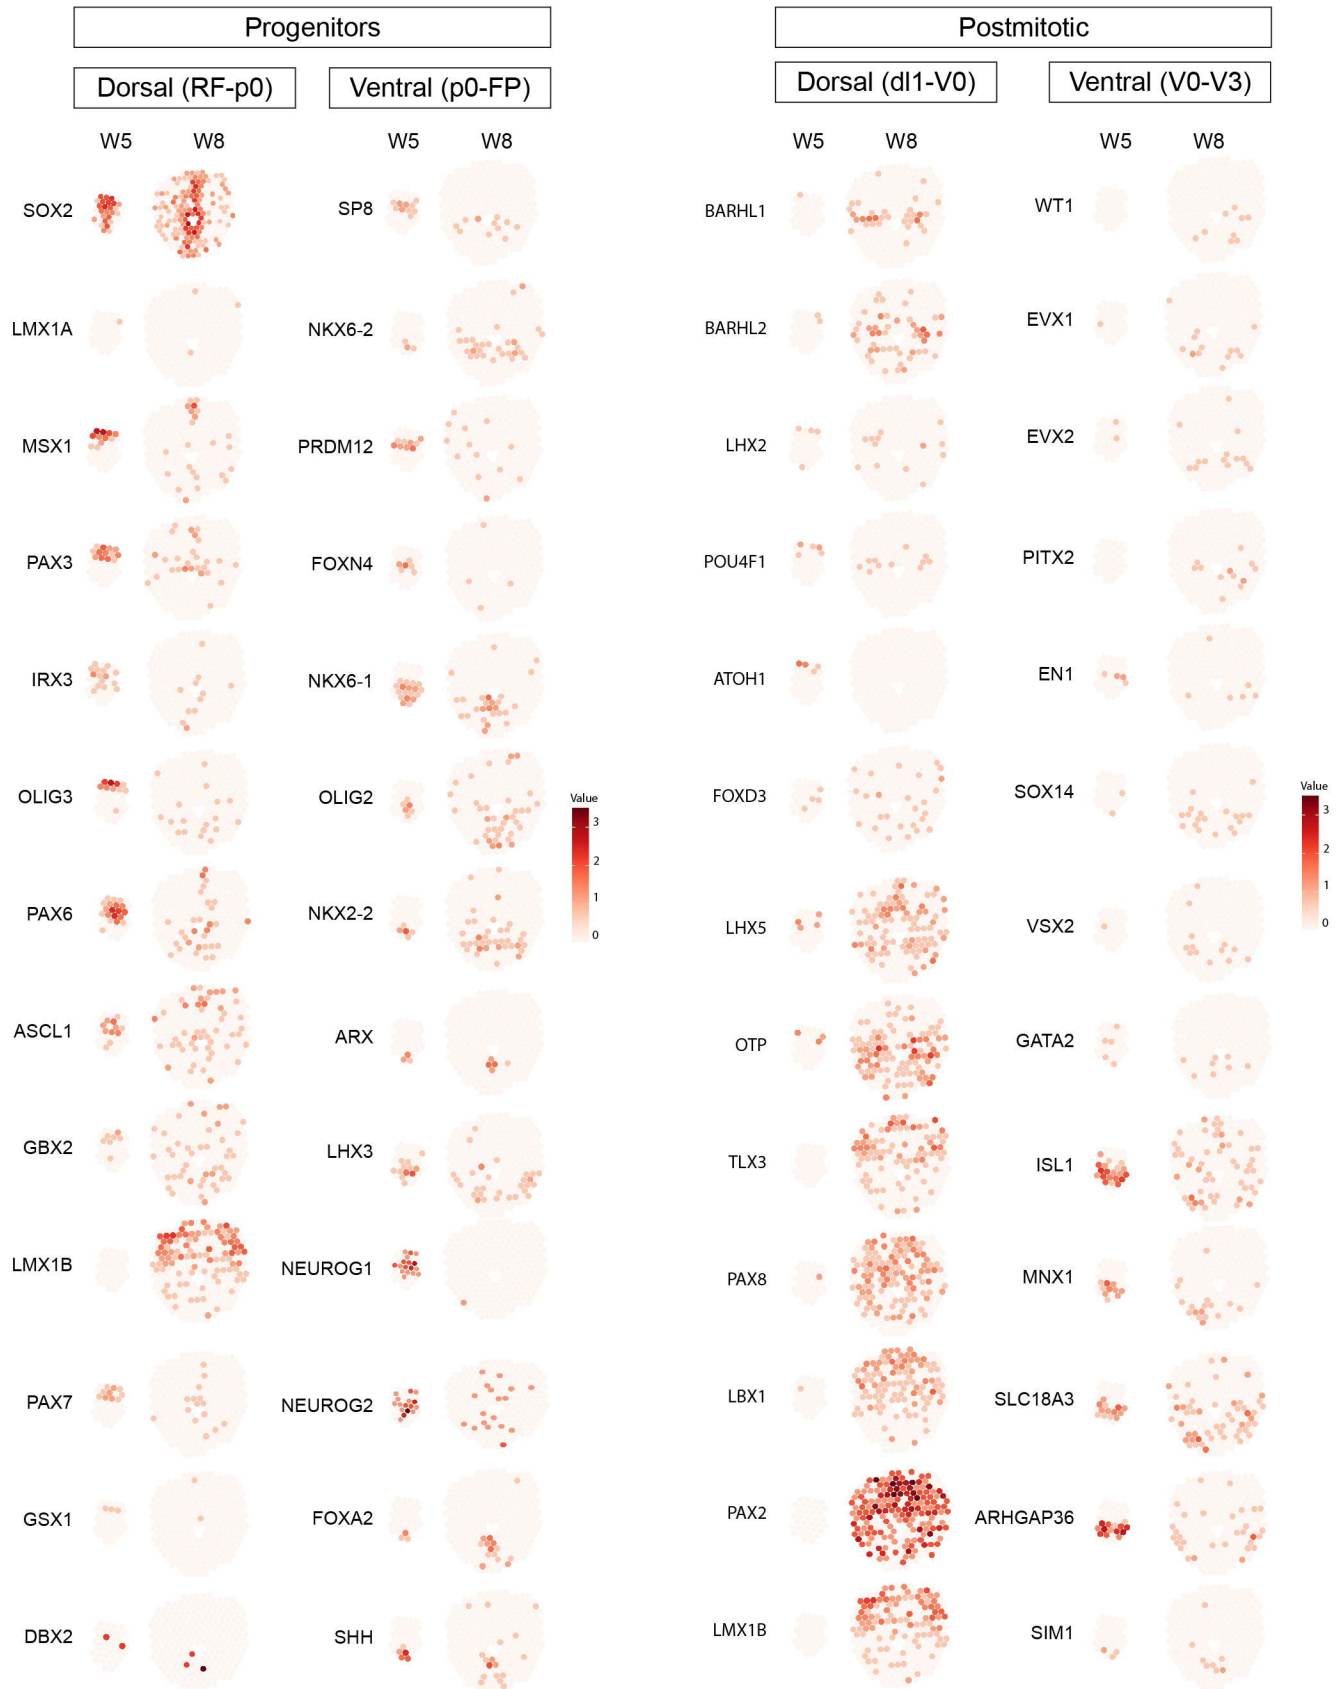 Progenitors
Postmitotic
Dorsal (RF-p0)
Ventral (p0-FP)
Dorsal (dl1-V0)
Ventral (V0-V3)
W5 W8
W5 W8
W5 W8
W5 W8
SOX2
SP8
BARHL1
WT1
LMX1A
NKX6-2
BARHL2
EVX1
MSX1
PRDM12
LHX2
EVX2
PAX3
FOXN4
POU4F1
PITX2
IRX3
NKX6-1
ATOH1
EN1
OLIG3
OLIG2
FOXD3
SOX14
Value
3
2
1
0
Value
3
2
1
0
PAX6
NKX2-2
LHX5
VSX2
ASCL1
ARX
OTP
GATA2
GBX2
LHX3
TLX3
ISL1
LMX1B
NEUROG1
PAX8
MNX1
PAX7
NEUROG2
LBX1
SLC18A3
GSX1
FOXA2
PAX2
ARHGAP36
DBX2
SHH
LMX1B
SIM1